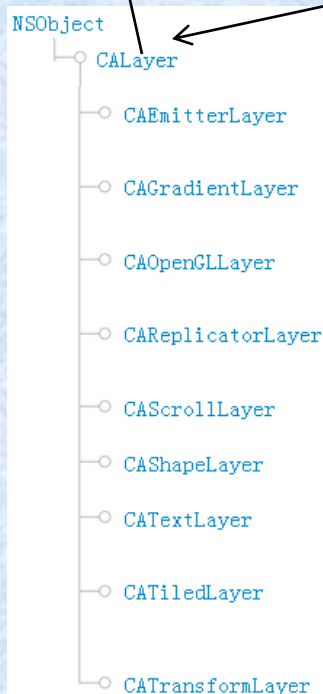 NSObject
CALayer
CAEmitterLayer
CAGradientLayer
CAOpenGLLayer
CAReplicatorLayer
CAScrollLayer
CAShapeLayer
CATextLayer
CATiledLayer
CATransformLayer